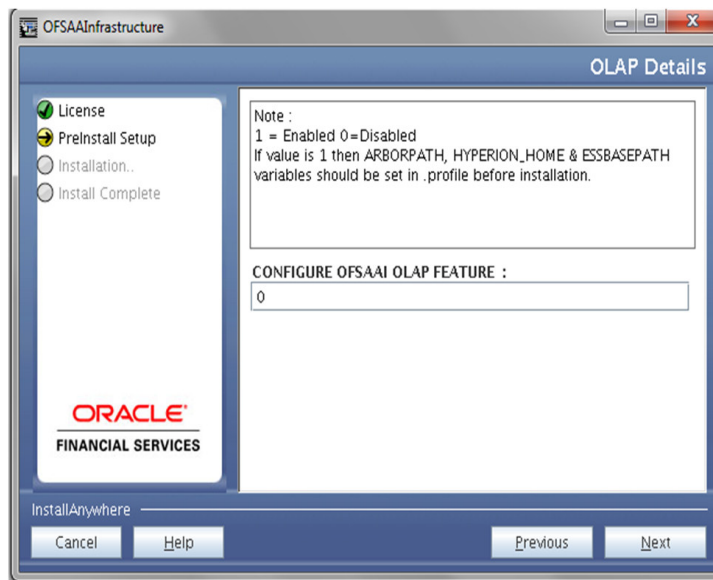 OFSAAInfrastructure
OLAP Details
License
PreInstall Setup
Installation..
Install Complete
ORACLE
FINANCIAL SERVICES
Note :
1 = Enabled 0=Disabled
If value is 1 then ARBORPATH, HYPERION_HOME & ESSBASEPATH
variables should be set in .profile before installation.
CONFIGURE OFSAAI OLAP FEATURE :
0
InstallAnywhere
Cancel
Help
Previous
Next